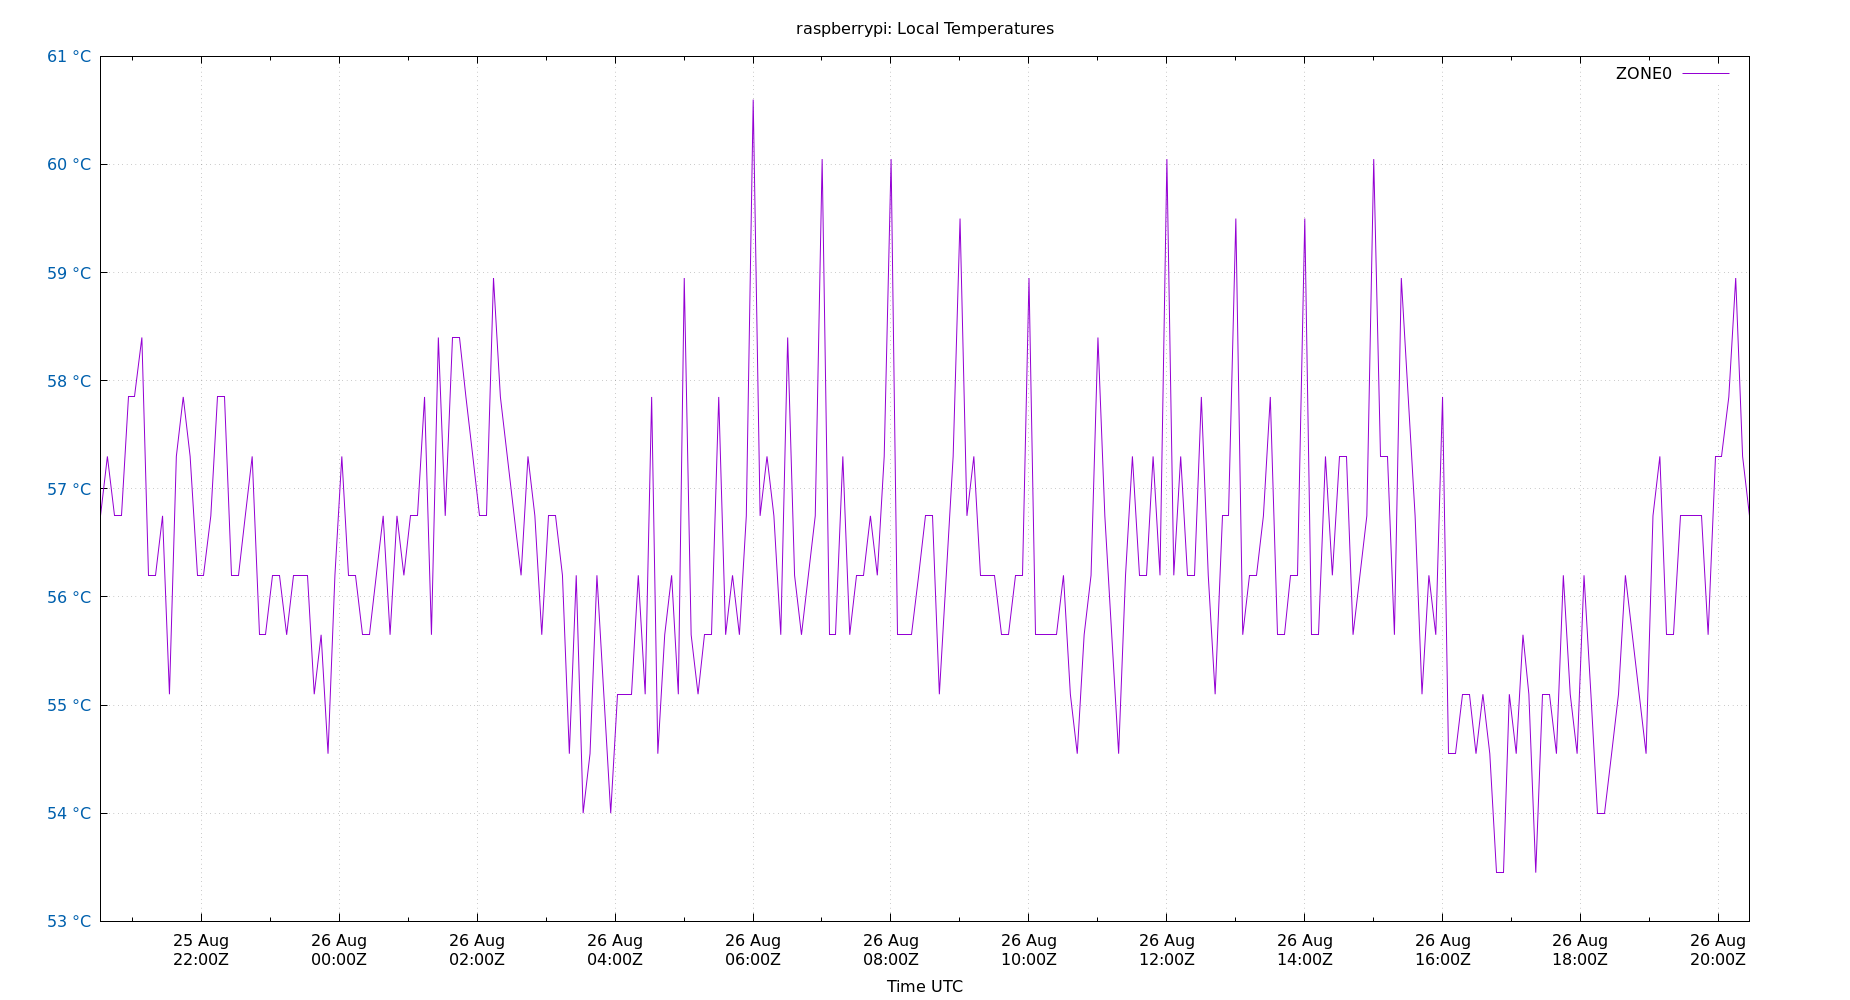 raspberrypi: Local Temperatures
61 °C
ZONE0
60 °C
59 °C
58 °C
57 °C
56 °C
55 °C
54 °C
53 °C
25 Aug 26 Aug 26 Aug 26 Aug 26 Aug 26 Aug 26 Aug 26 Aug 26 Aug 26 Aug 26 Aug 26 Aug
22:00Z 00:00Z 02:00Z 04:00Z 06:00Z 08:00Z 10:00Z 12:00Z 14:00Z 16:00Z 18:00Z 20:00Z
Time UTC